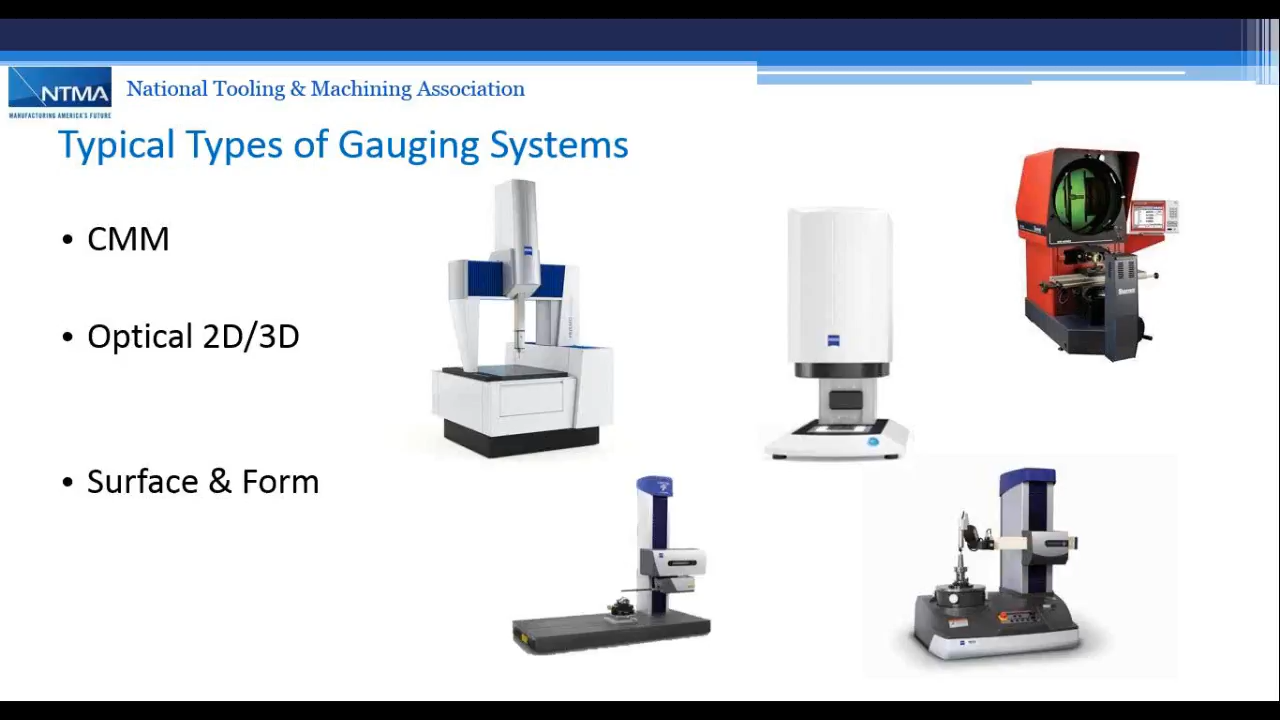 NTMA
MANUFACTURING AMERICA'S FUTURE
National Tooling & Machining Association
Typical Types of Gauging Systems
• CMM
• Optical 2D/3D
• Surface & Form